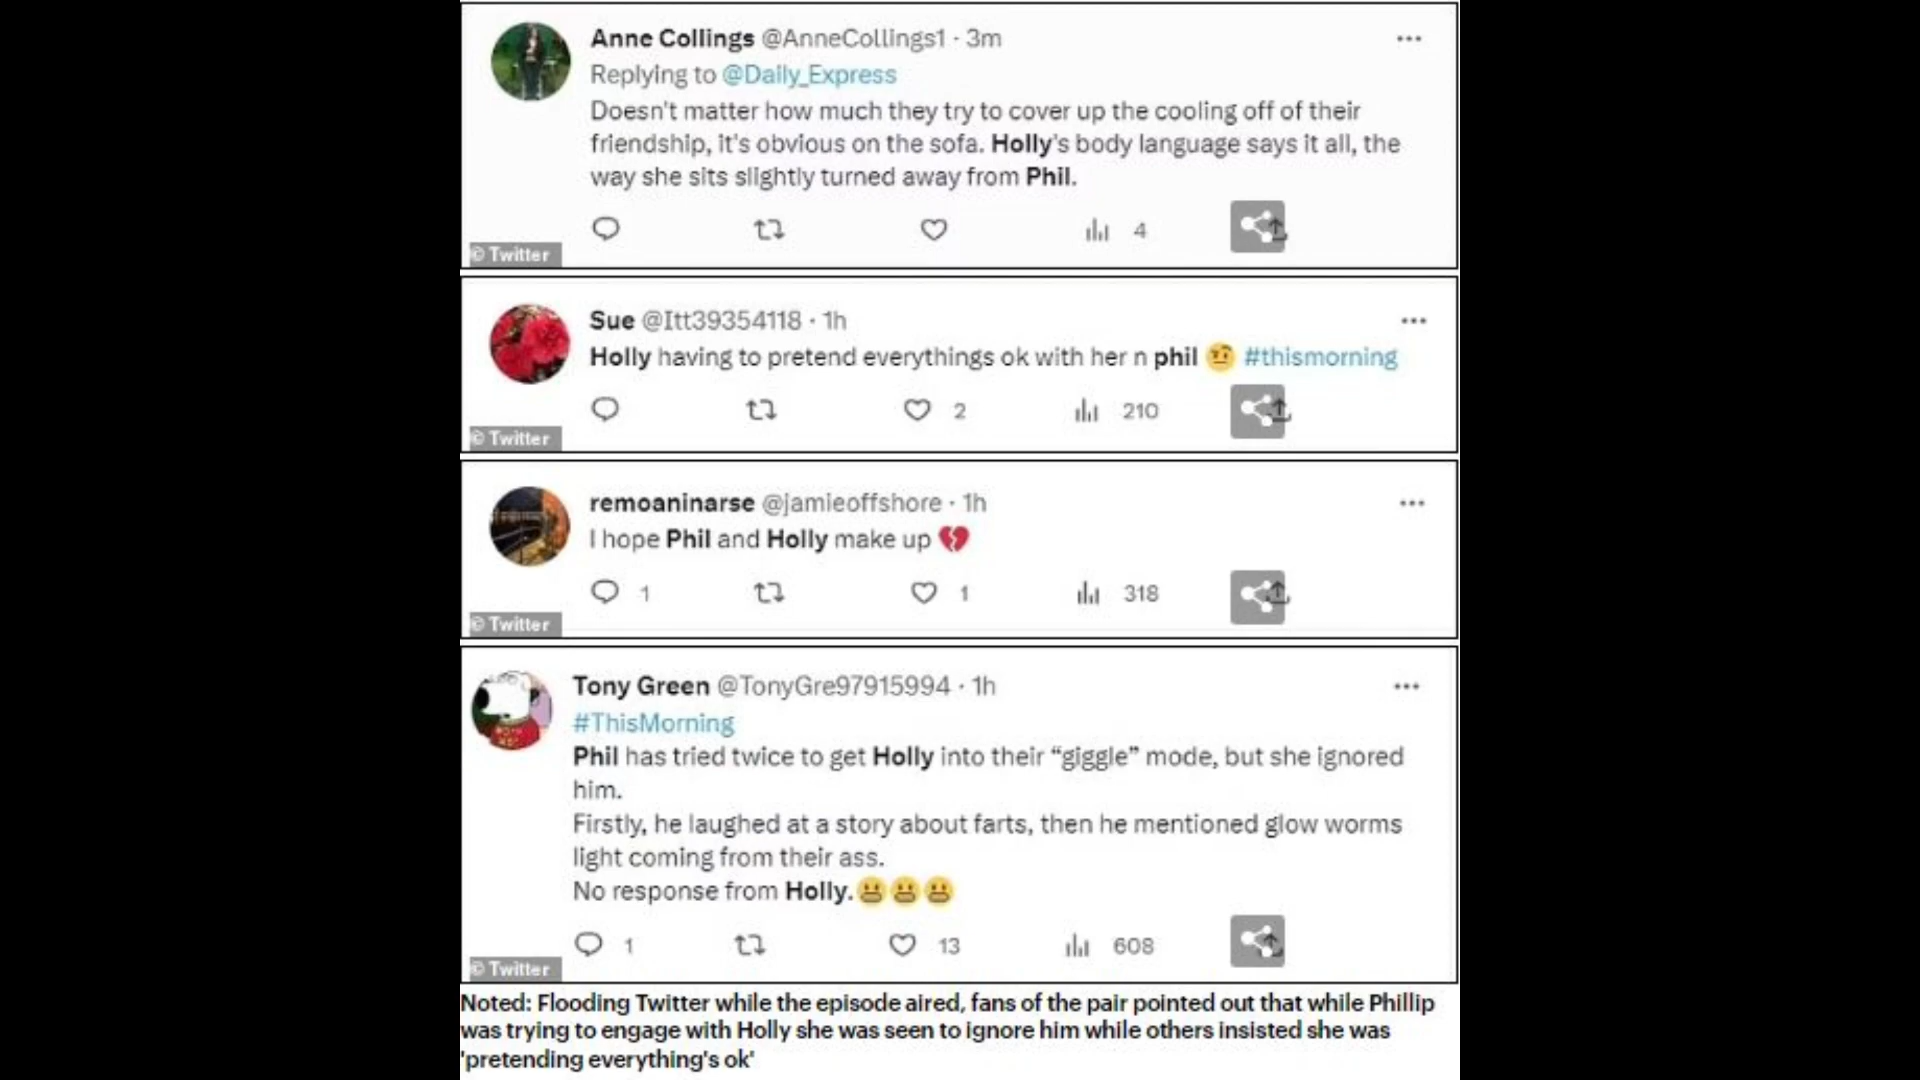 Anne Collings @AnneCollings1 · 3m
Replying to @Daily_Express
Doesn't matter how much they try to cover up the cooling off of their
friendship, it's obvious on the sofa. Holly's body language says it all, the
way she sits slightly turned away from Phil.
4
© Twitter
Sue @Itt39354118 · 1h
Holly having to pretend everythings ok with her n phil 🤨 #thismorning
2 210
© Twitter
remoaninarse @jamieoffshore · 1h
I hope Phil and Holly make up 💔
1 1 318
© Twitter
Tony Green @TonyGre97915994 · 1h
#ThisMorning
Phil has tried twice to get Holly into their “giggle” mode, but she ignored
him.
Firstly, he laughed at a story about farts, then he mentioned glow worms
light coming from their ass.
No response from Holly.😬😬😬
1 13 608
© Twitter
Noted: Flooding Twitter while the episode aired, fans of the pair pointed out that while Phillip
was trying to engage with Holly she was seen to ignore him while others insisted she was
'pretending everything's ok'